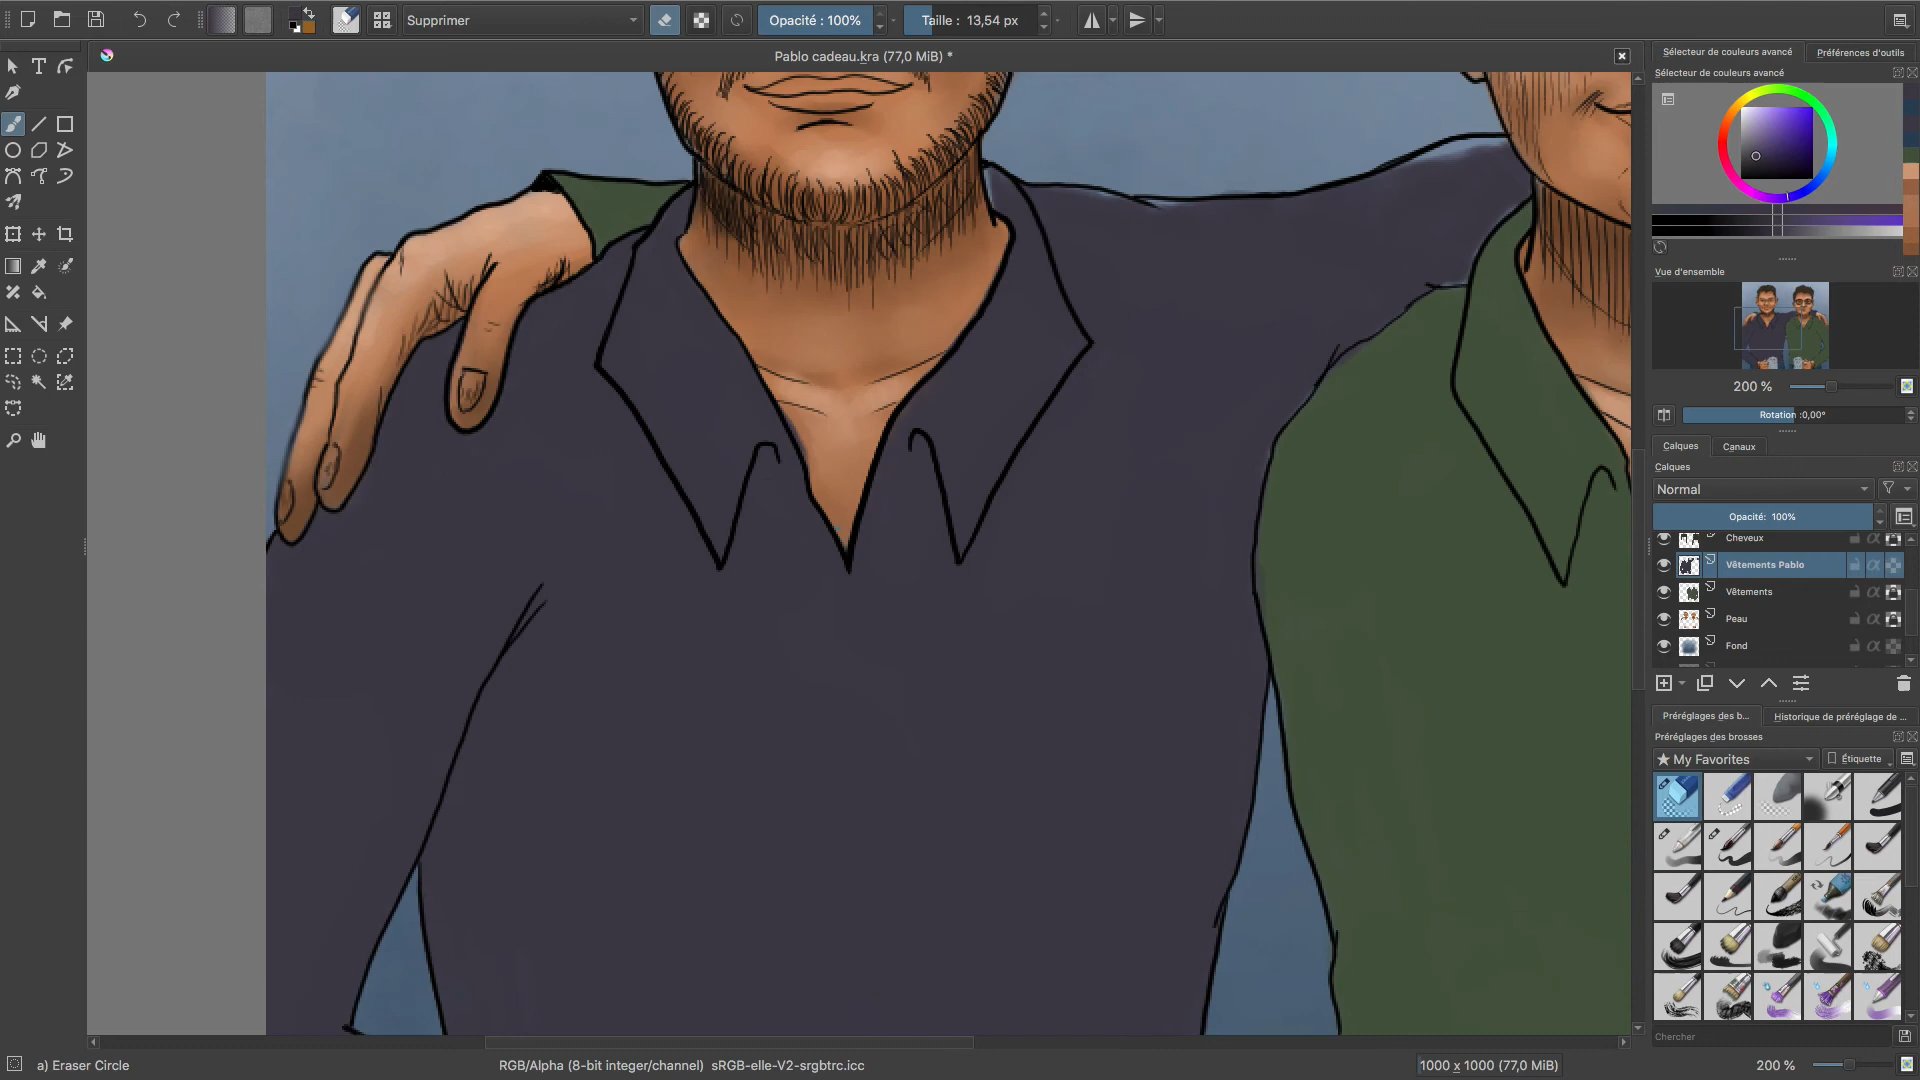 Supprimer
Opacité : 100%
Taille : 13,54 px
Pablo cadeau.kra (77,0 MiB) *
Sélecteur de couleurs avancé
Préférences d'outils
Sélecteur de couleurs avancé
Vue d'ensemble
200 %
Rotation :0,00°
Calques
Canaux
Calques
Normal
Opacité: 100%
Cheveux
Vêtements Pablo
Vêtements
Peau
Fond
Préréglages des b...
Historique de préréglage de ...
Préréglages des brosses
★ My Favorites
Étiquette
Chercher
a) Eraser Circle
RGB/Alpha (8-bit integer/channel) sRGB-elle-V2-srgbtrc.icc
1000 x 1000 (77,0 MiB)
200 %